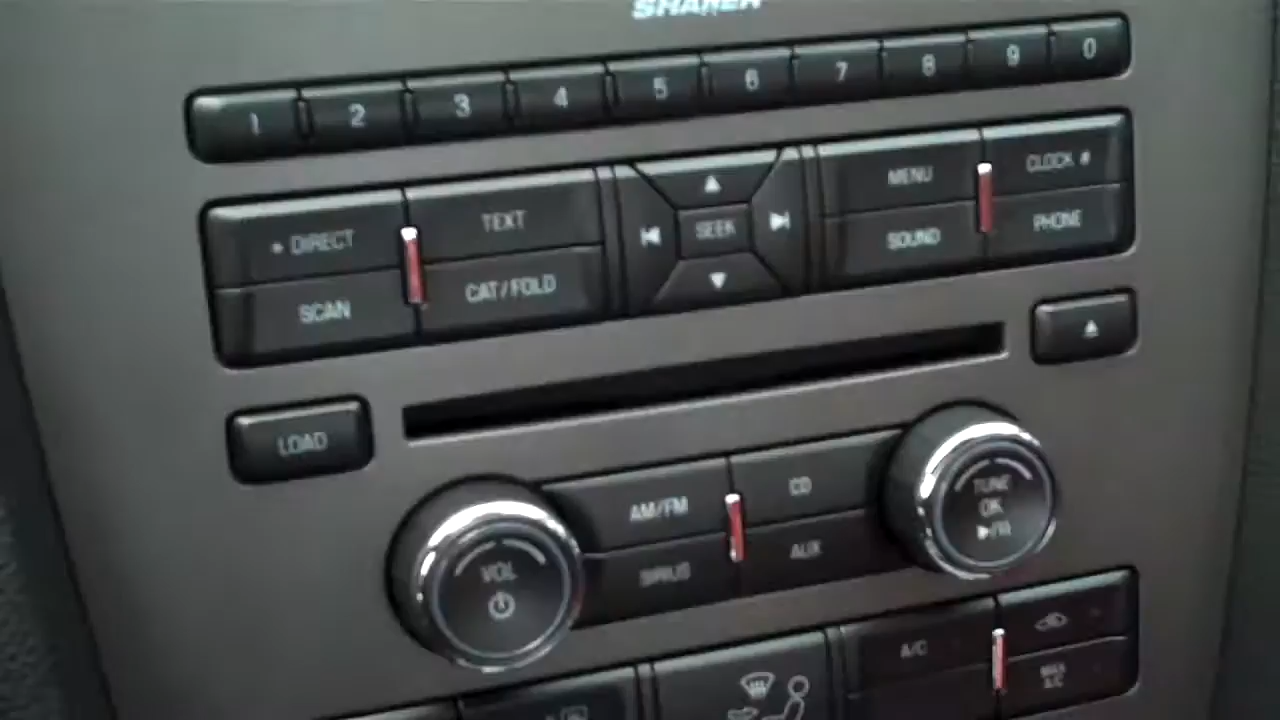 SHAKER
1 2 3 4 5 6 7 8 9 0
* DIRECT TEXT SEEK MENU CLOCK #
SCAN CAT/FOLD SOUND PHONE
LOAD
AM/FM CD
SIRIUS AUX
VOL
TUNE
OK
A/C
MAX
A/C